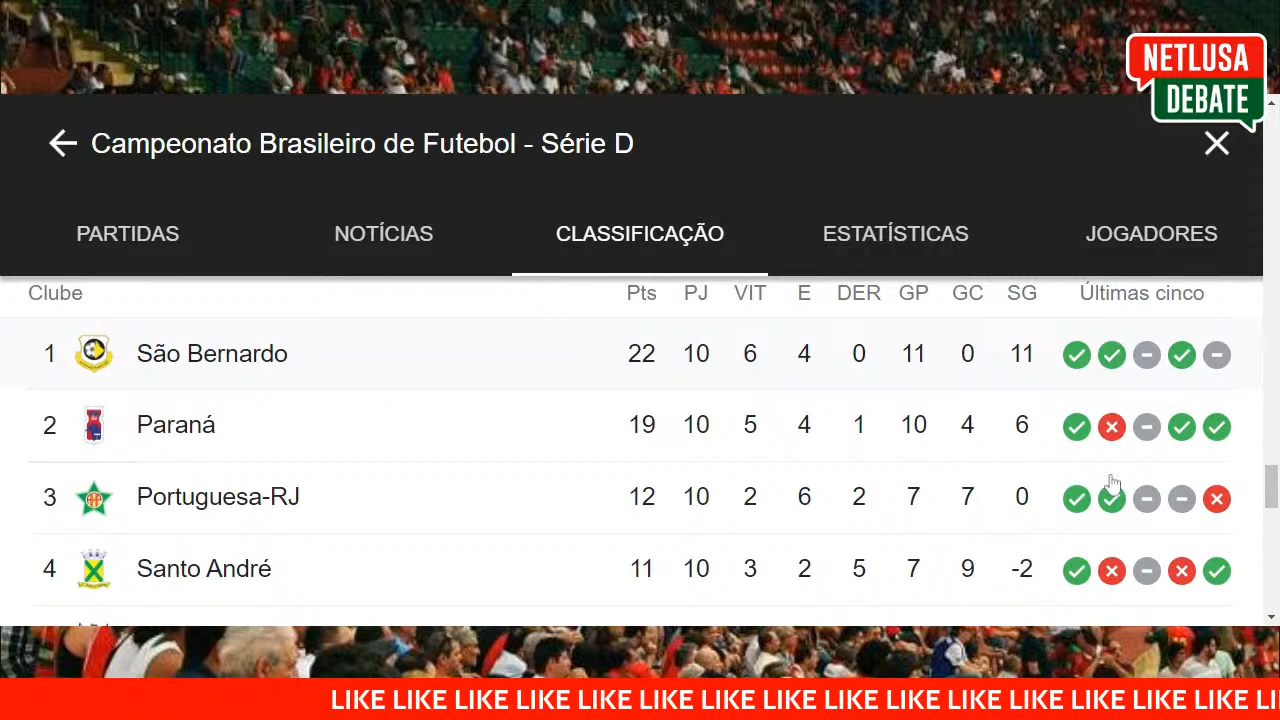 NETLUSA
DEBATE
Campeonato Brasileiro de Futebol - Série D
PARTIDAS NOTÍCIAS CLASSIFICAÇÃO ESTATÍSTICAS JOGADORES
Clube Pts PJ VIT E DER GP GC SG Últimas cinco
1 São Bernardo 22 10 6 4 0 11 0 11
2 Paraná 19 10 5 4 1 10 4 6
3 Portuguesa-RJ 12 10 2 6 2 7 7 0
4 Santo André 11 10 3 2 5 7 9 -2
LIKE LIKE LIKE LIKE LIKE LIKE LIKE LIKE LIKE LIKE LIKE LIKE LIKE LIKE LIKE LI